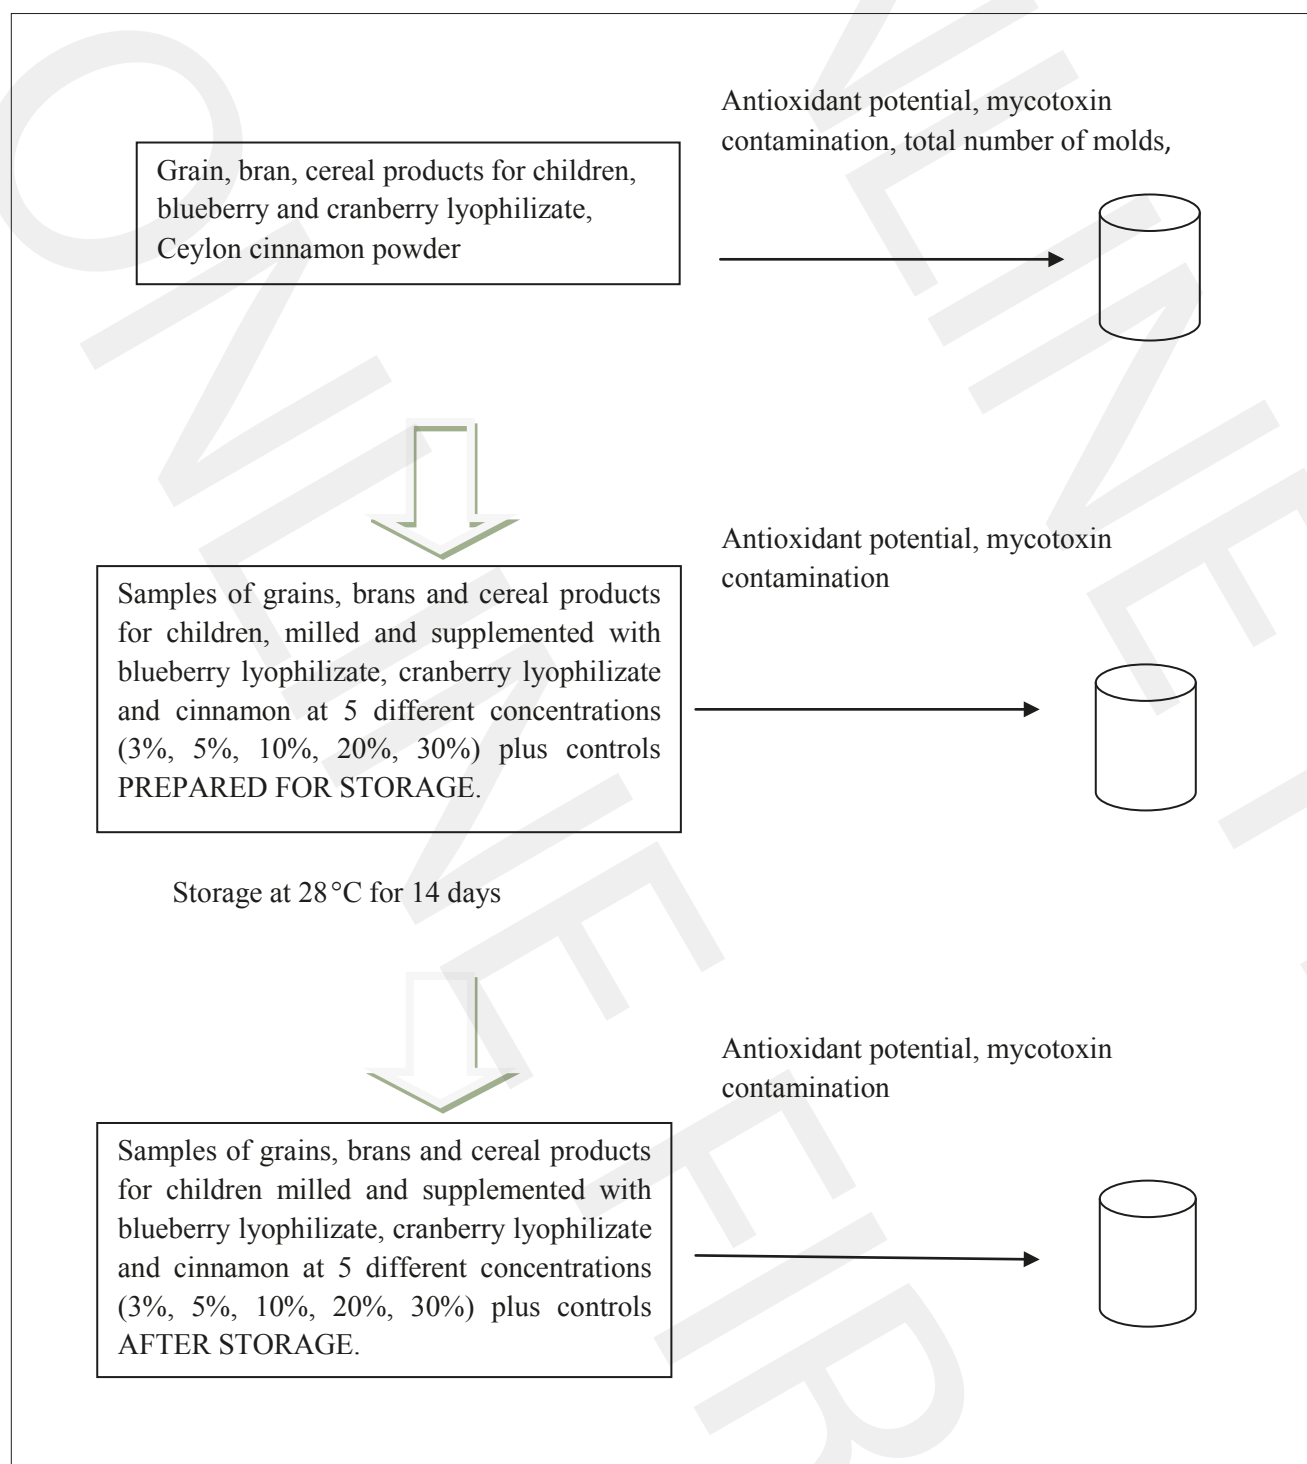 Antioxidant potential, mycotoxin
contamination, total number of molds,
Grain, bran, cereal products for children,
blueberry and cranberry lyophilizate,
Ceylon cinnamon powder
Antioxidant potential, mycotoxin
contamination
Samples of grains, brans and cereal products
for children, milled and supplemented with
blueberry lyophilizate, cranberry lyophilizate
and cinnamon at 5 different concentrations
(3%, 5%, 10%, 20%, 30%) plus controls
PREPARED FOR STORAGE.
Storage at 28°C for 14 days
Antioxidant potential, mycotoxin
contamination
Samples of grains, brans and cereal products
for children milled and supplemented with
blueberry lyophilizate, cranberry lyophilizate
and cinnamon at 5 different concentrations
(3%, 5%, 10%, 20%, 30%) plus controls
AFTER STORAGE.